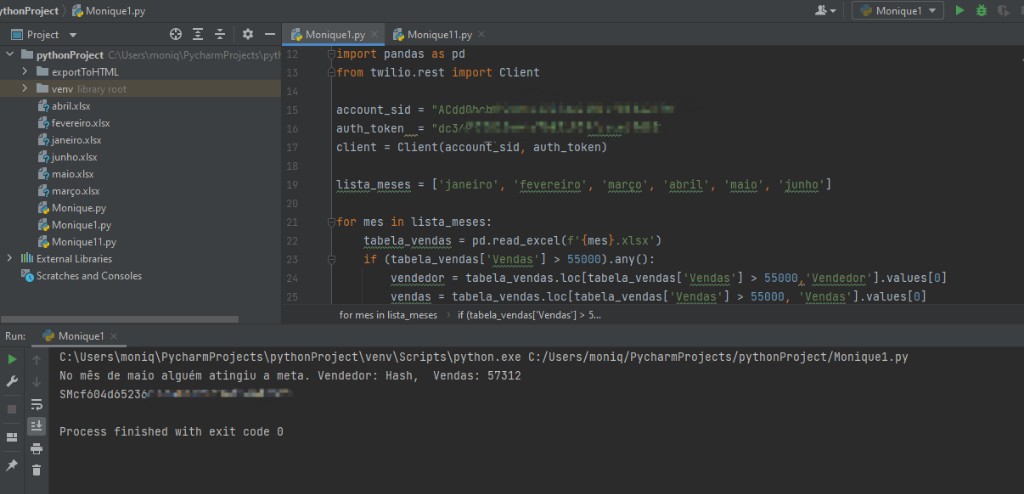 ythonProject
Monique1.py
Monique1
Project
pythonProject C:\Users\moniq\PycharmProjects\pyth
exportToHTML
venv library root
abril.xlsx
fevereiro.xlsx
janeiro.xlsx
junho.xlsx
maio.xlsx
março.xlsx
Monique.py
Monique1.py
Monique11.py
External Libraries
Scratches and Consoles
Monique1.py
Monique11.py
12 import pandas as pd
13 from twilio.rest import Client
14
15 account_sid =
16 auth_token =
17 client = Client(account_sid, auth_token)
18
19 lista_meses = ['janeiro', 'fevereiro', 'março', 'abril', 'maio', 'junho']
20
21 for mes in lista_meses:
22 tabela_vendas = pd.read_excel(f'{mes}.xlsx')
23 if (tabela_vendas['Vendas'] > 55000).any():
24 vendedor = tabela_vendas.loc[tabela_vendas['Vendas'] > 55000,'Vendedor'].values[0]
25 vendas = tabela_vendas.loc[tabela_vendas['Vendas'] > 55000, 'Vendas'].values[0]
for mes in lista_meses
if (tabela_vendas['Vendas'] > 5...
Run:
Monique1
C:\Users\moniq\PycharmProjects\pythonProject\venv\Scripts\python.exe C:/Users/moniq/PycharmProjects/pythonProject/Monique1.py
No mês de maio alguém atingiu a meta. Vendedor: Hash,  Vendas: 57312
Process finished with exit code 0